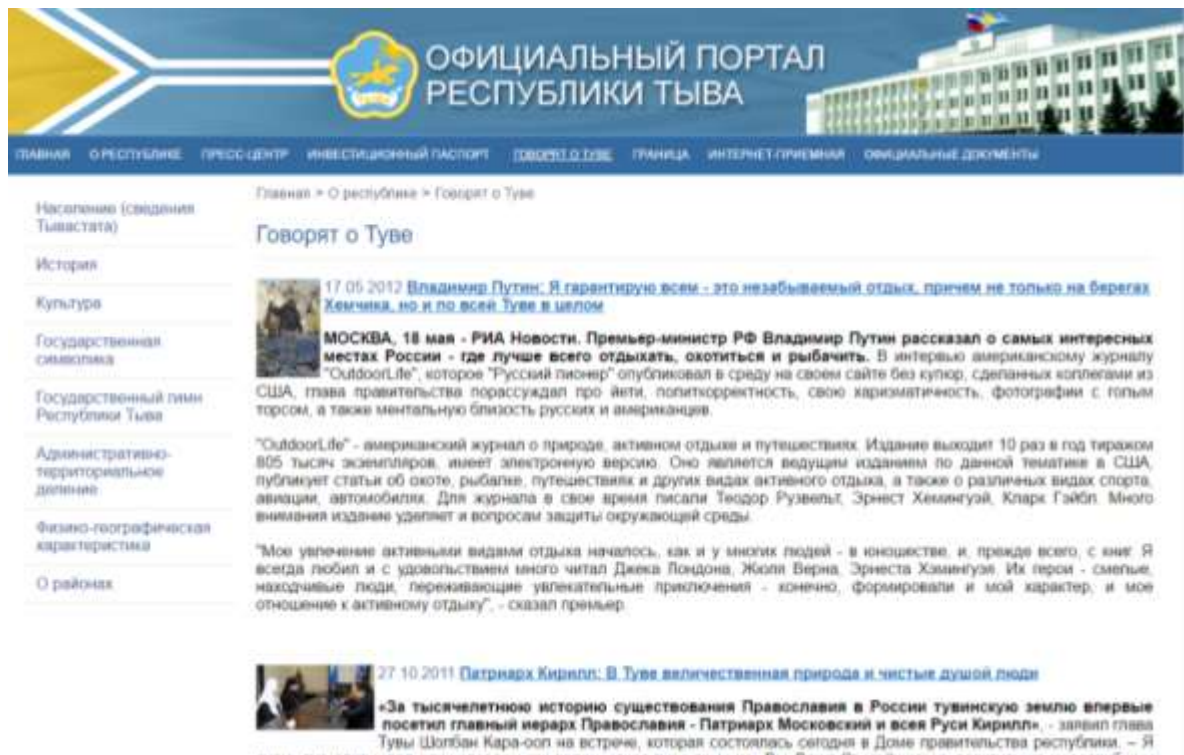 ОФИЦИАЛЬНЫЙ ПОРТАЛ
РЕСПУБЛИКИ ТЫВА
ГЛАВНАЯ О РЕСПУБЛИКЕ ПРЕСС-ЦЕНТР ИНВЕСТИЦИОННЫЙ ПАСПОРТ ГОВОРЯТ О ТУВЕ ГРАНИЦА ИНТЕРНЕТ-ПРИЕМНАЯ ОФИЦИАЛЬНЫЕ ДОКУМЕНТЫ
Население (сведения
Тывастата)
История
Культура
Государственная
символика
Государственный гимн
Республики Тыва
Административно-
территориальное
деление
Физико-географическая
характеристика
О районах
Главная > О республике > Говорят о Туве
Говорят о Туве
17.05.2012 Владимир Путин: Я гарантирую всем - это незабываемый отдых, причем не только на берегах
Хемчика, но и по всей Туве в целом
МОСКВА, 18 мая - РИА Новости. Премьер-министр РФ Владимир Путин рассказал о самых интересных
местах России - где лучше всего отдыхать, охотиться и рыбачить. В интервью американскому журналу
"OutdoorLife", которое "Русский пионер" опубликовал в среду на своем сайте без купюр, сделанных коллегами из
США, глава правительства порассуждал про йети, политкорректность, свою харизматичность, фотографии с голым
торсом, а также ментальную близость русских и американцев.
"OutdoorLife" - американский журнал о природе, активном отдыхе и путешествиях. Издание выходит 10 раз в год тиражом
805 тысяч экземпляров, имеет электронную версию. Оно является ведущим изданием по данной тематике в США,
публикует статьи об охоте, рыбалке, путешествиях и других видах активного отдыха, а также о различных видах спорта,
авиации, автомобилях. Для журнала в свое время писали Теодор Рузвельт, Эрнест Хемингуэй, Кларк Гэйбл. Много
внимания издание уделяет и вопросам защиты окружающей среды.
"Мое увлечение активными видами отдыха началось, как и у многих людей - в юношестве, и, прежде всего, с книг. Я
всегда любил и с удовольствием много читал Джека Лондона, Жюля Верна, Эрнеста Хэмингуэя. Их герои - смелые,
находчивые люди, переживающие увлекательные приключения - конечно, формировали и мой характер, и мое
отношение к активному отдыху", - сказал премьер.
27.10.2011 Патриарх Кирилл: В Туве величественная природа и чистые душой люди
«За тысячелетнюю историю существования Православия в России тувинскую землю впервые
посетил главный иерарх Православия - Патриарх Московский и всея Руси Кирилл», - заявил глава
Тувы Шолбан Кара-оол на встрече, которая состоялась сегодня в Доме правительства республики. – Я